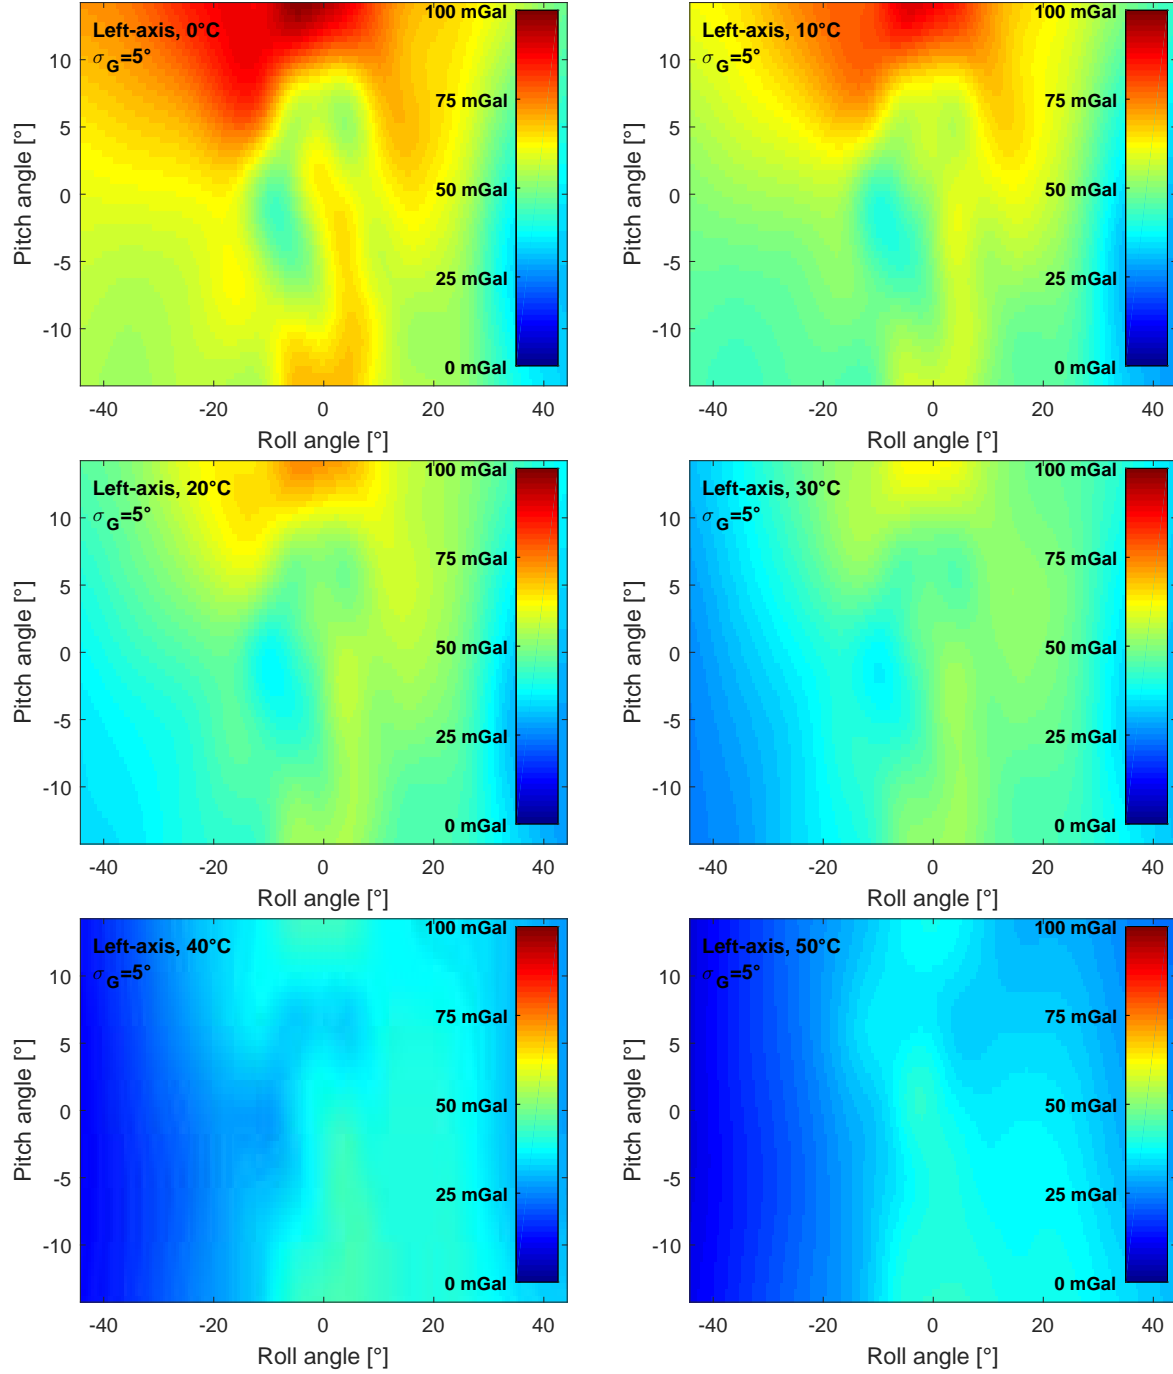 Left-axis, 0°C
σG=5°
100 mGal
75 mGal
50 mGal
25 mGal
0 mGal
10
5
0
-5
-10
Pitch angle [°]
-40 -20 0 20 40
Roll angle [°]
Left-axis, 10°C
σG=5°
100 mGal
75 mGal
50 mGal
25 mGal
0 mGal
10
5
0
-5
-10
Pitch angle [°]
-40 -20 0 20 40
Roll angle [°]
Left-axis, 20°C
σG=5°
100 mGal
75 mGal
50 mGal
25 mGal
0 mGal
10
5
0
-5
-10
Pitch angle [°]
-40 -20 0 20 40
Roll angle [°]
Left-axis, 30°C
σG=5°
100 mGal
75 mGal
50 mGal
25 mGal
0 mGal
10
5
0
-5
-10
Pitch angle [°]
-40 -20 0 20 40
Roll angle [°]
Left-axis, 40°C
σG=5°
100 mGal
75 mGal
50 mGal
25 mGal
0 mGal
10
5
0
-5
-10
Pitch angle [°]
-40 -20 0 20 40
Roll angle [°]
Left-axis, 50°C
σG=5°
100 mGal
75 mGal
50 mGal
25 mGal
0 mGal
10
5
0
-5
-10
Pitch angle [°]
-40 -20 0 20 40
Roll angle [°]